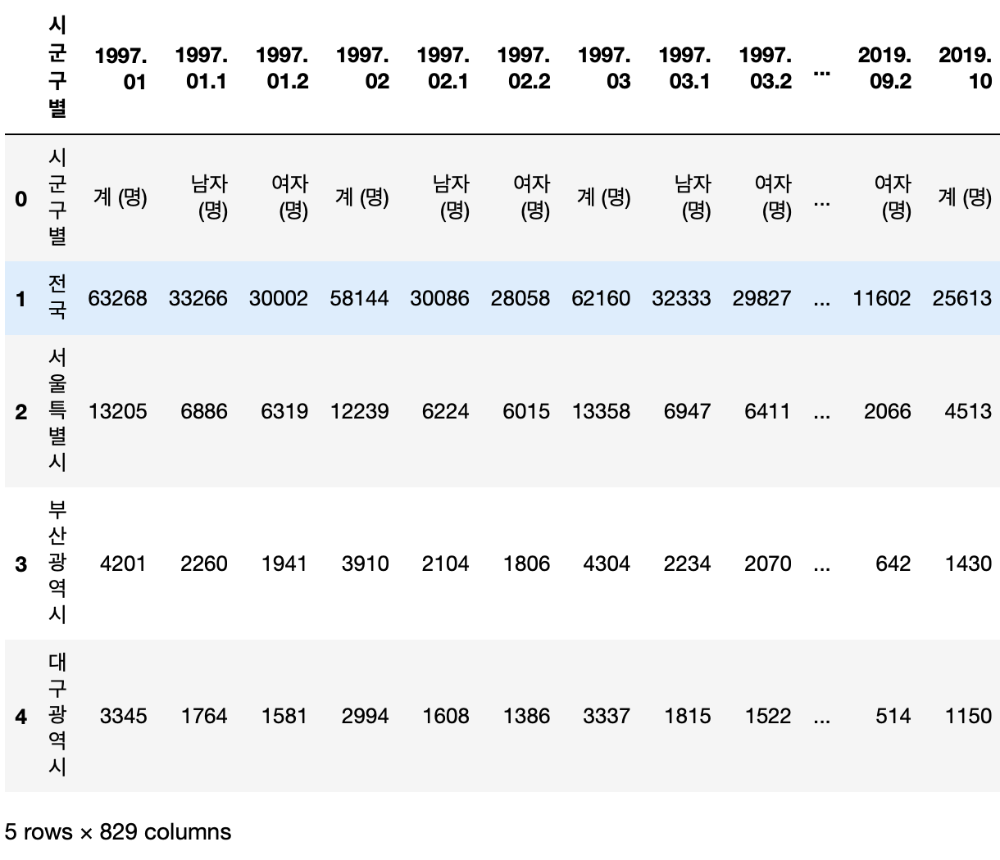 시군구별 1997.01 1997.01.1 1997.01.2 1997.02 1997.02.1 1997.02.2 1997.03 1997.03.1 1997.03.2 ... 2019.09.2 2019.10
0 시군구별 계 (명) 남자 (명) 여자 (명) 계 (명) 남자 (명) 여자 (명) 계 (명) 남자 (명) 여자 (명) ... 여자 (명) 계 (명)
1 전국 63268 33266 30002 58144 30086 28058 62160 32333 29827 ... 11602 25613
2 서울특별시 13205 6886 6319 12239 6224 6015 13358 6947 6411 ... 2066 4513
3 부산광역시 4201 2260 1941 3910 2104 1806 4304 2234 2070 ... 642 1430
4 대구광역시 3345 1764 1581 2994 1608 1386 3337 1815 1522 ... 514 1150
5 rows × 829 columns